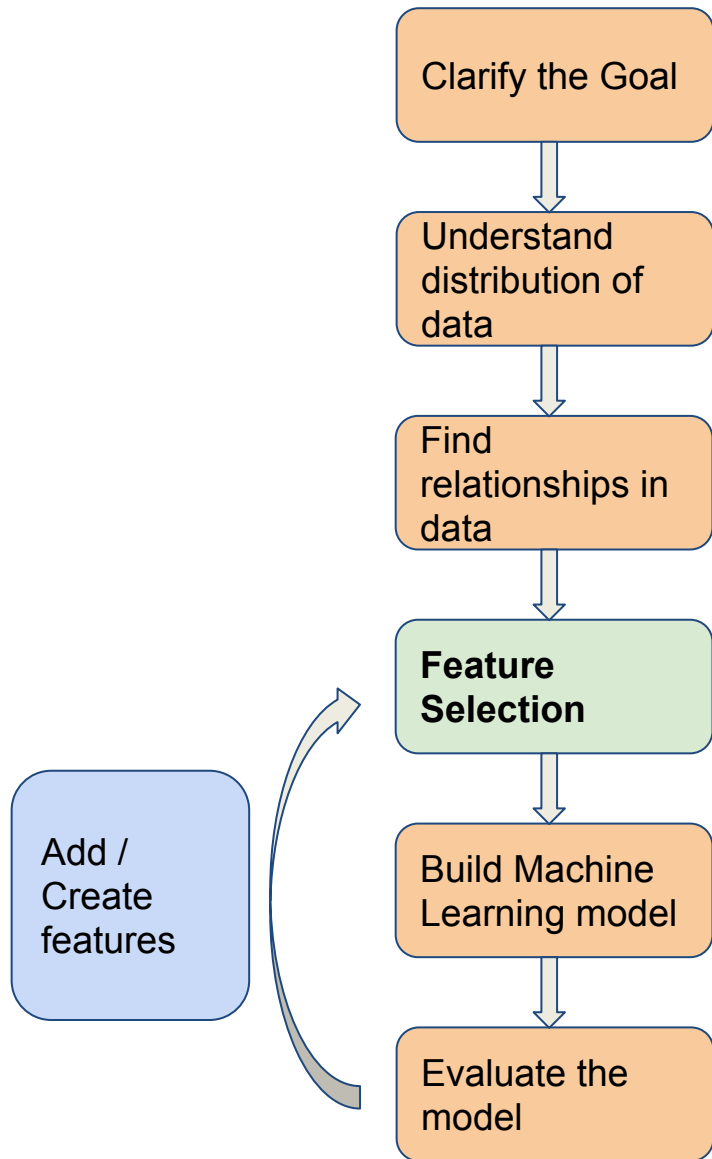 Clarify the Goal
Understand
distribution of
data
Find
relationships in
data
Feature
Selection
Add /
Create
features
Build Machine
Learning model
Evaluate the
model